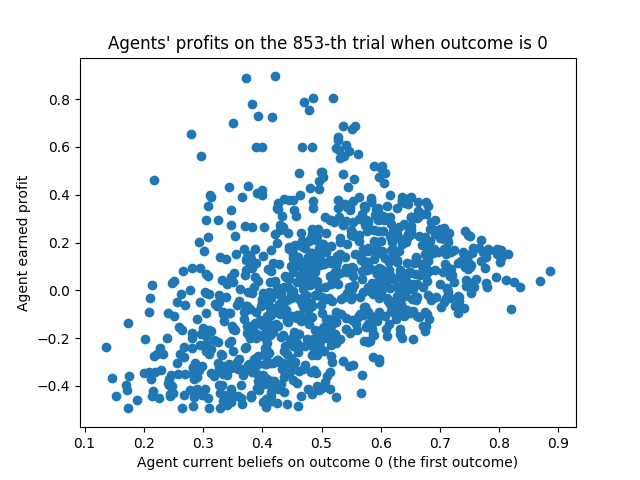 Agents' profits on the 853-th trial when outcome is 0
0.8
0.6
0.4
0.2
0.0
−0.2
−0.4
Agent earned profit
0.1 0.2 0.3 0.4 0.5 0.6 0.7 0.8 0.9
Agent current beliefs on outcome 0 (the first outcome)